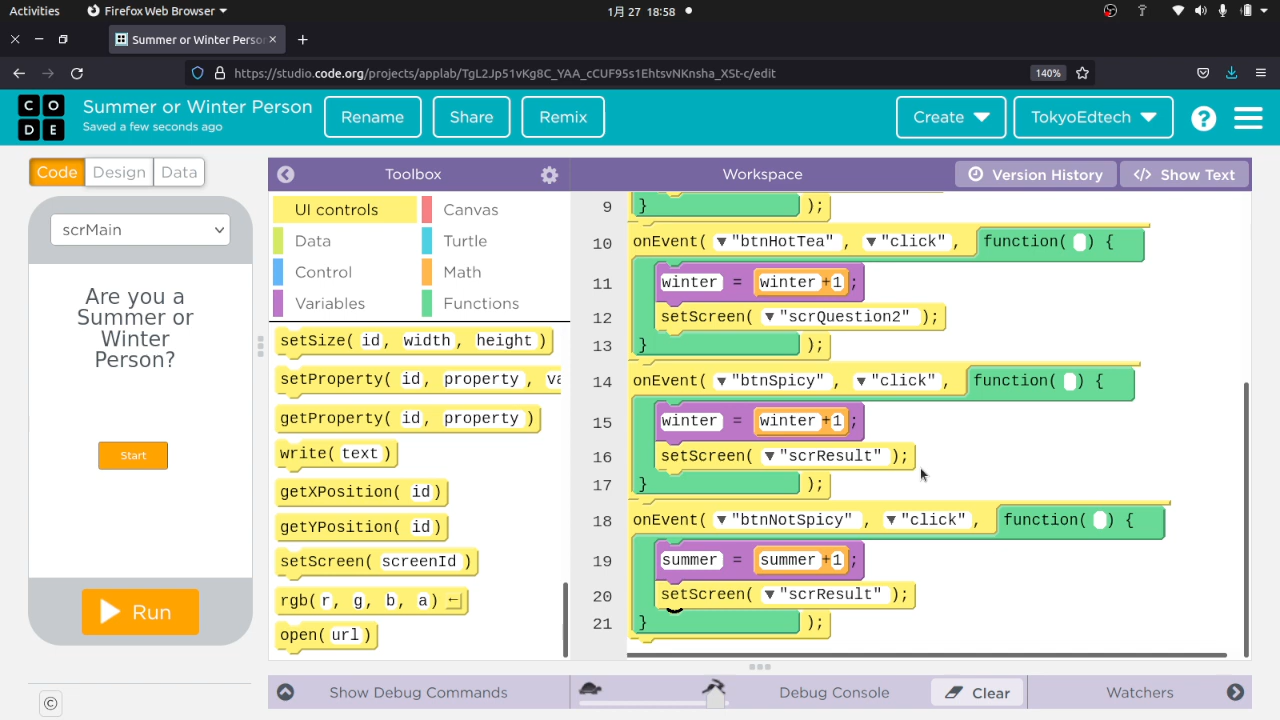 Activities Firefox Web Browser 1月 27 18:58
Summer or Winter Perso
https://studio.code.org/projects/applab/TgL2Jp51vKg8C_YAA_cCUF95s1EhtsvNKnsha_XSt-c/edit 140%
C O D E Summer or Winter Person Rename Share Remix Create TokyoEdtech ?
Saved a few seconds ago
Code Design Data Toolbox Workspace Version History </> Show Text
scrMain
Are you a
Summer or
Winter
Person?
Start
Run
©
UI controls Canvas
Data Turtle
Control Math
Variables Functions
setSize( id, width, height )
setProperty( id, property, va
getProperty( id, property )
write( text )
getXPosition( id )
getYPosition( id )
setScreen( screenId )
rgb( r, g, b, a )
open( url )
9 } );
10 onEvent( ▼"btnHotTea", ▼"click", function( ) {
11 winter = winter +1;
12 setScreen( ▼"scrQuestion2" );
13 } );
14 onEvent( ▼"btnSpicy", ▼"click", function( ) {
15 winter = winter +1;
16 setScreen( ▼"scrResult" );
17 } );
18 onEvent( ▼"btnNotSpicy", ▼"click", function( ) {
19 summer = summer +1;
20 setScreen( ▼"scrResult" );
21 } );
Show Debug Commands Debug Console Clear Watchers